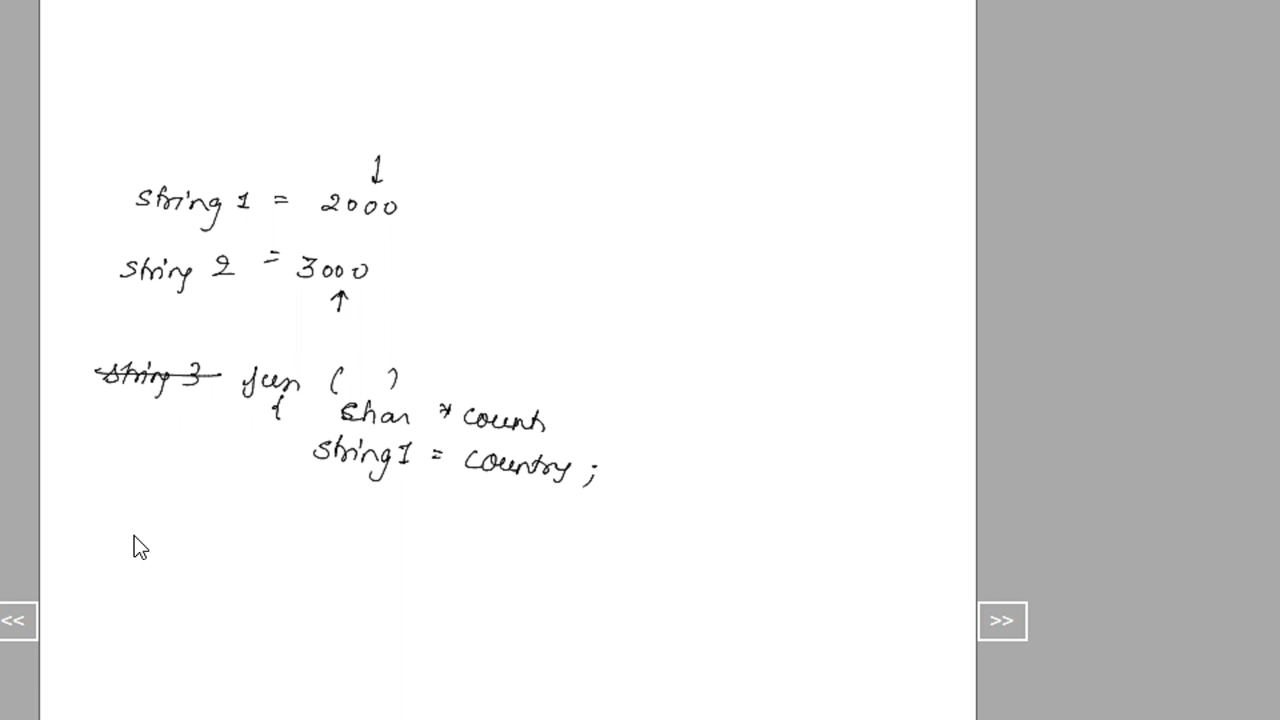 string 1 = 2000
string 2 = 3000
string 3 fun ( )
{ char * count
string1 = country ;
<< >>